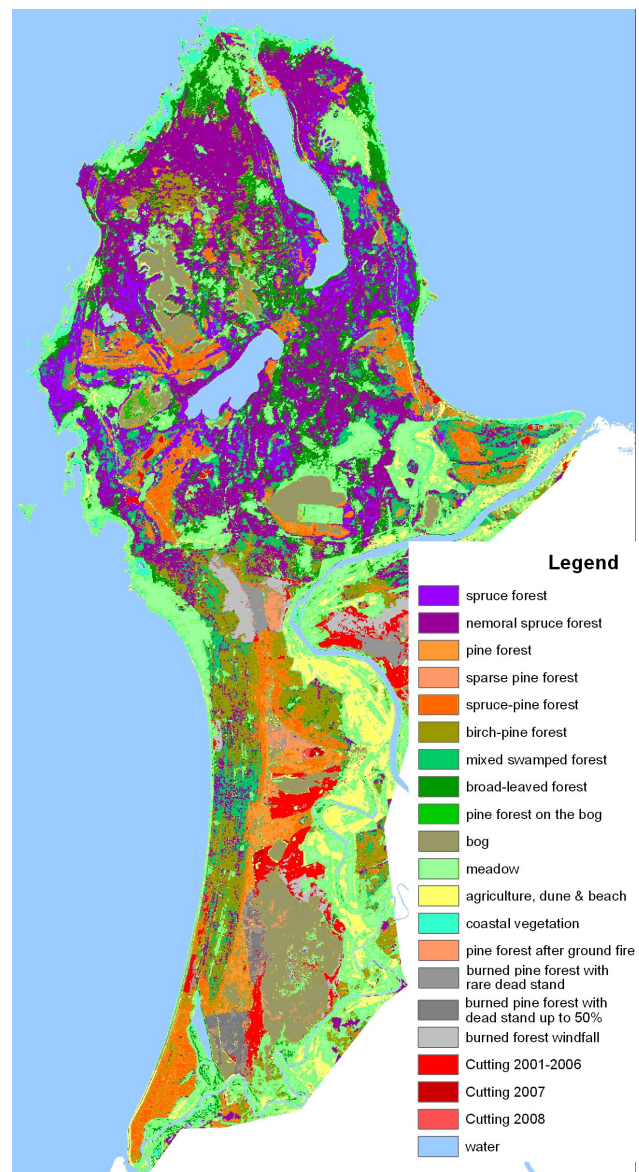 Legend
spruce forest
nemoral spruce forest
pine forest
sparse pine forest
spruce-pine forest
birch-pine forest
mixed swamped forest
broad-leaved forest
pine forest on the bog
bog
meadow
agriculture, dune & beach
coastal vegetation
pine forest after ground fire
burned pine forest with
rare dead stand
burned pine forest with
dead stand up to 50%
burned forest windfall
Cutting 2001-2006
Cutting 2007
Cutting 2008
water